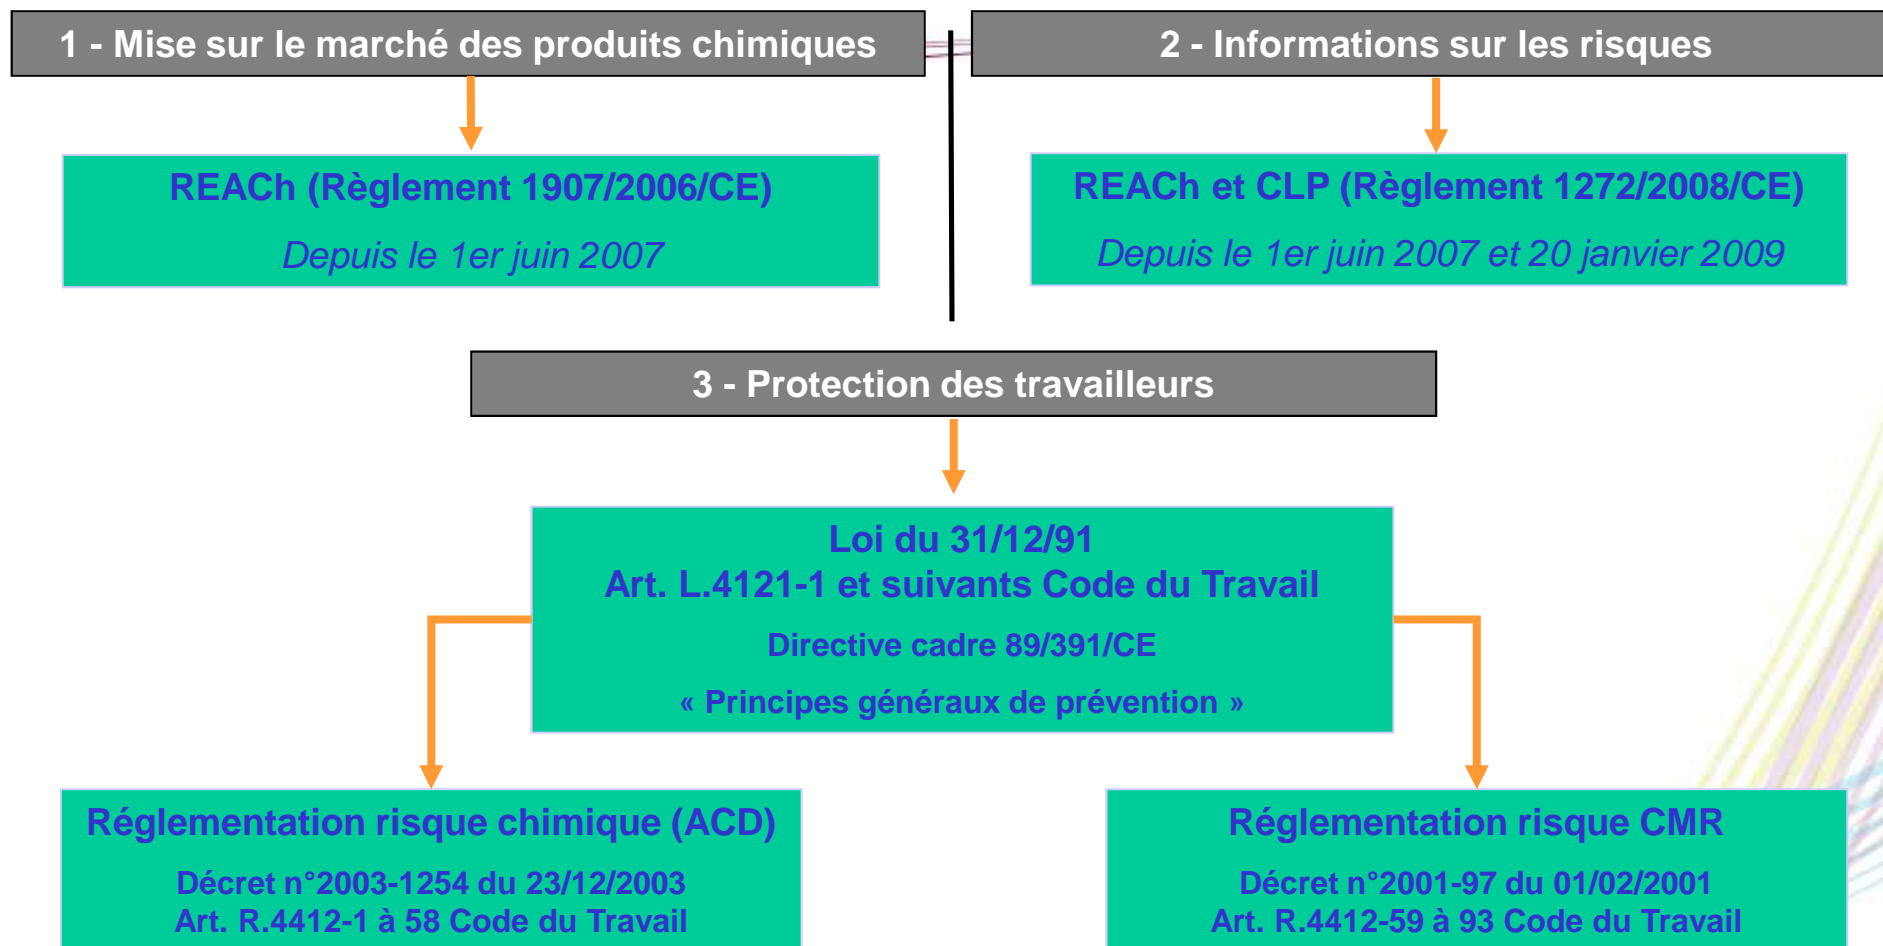 1 - Mise sur le marché des produits chimiques
2 - Informations sur les risques
REACh (Règlement 1907/2006/CE)
Depuis le 1er juin 2007
REACh et CLP (Règlement 1272/2008/CE)
Depuis le 1er juin 2007 et 20 janvier 2009
3 - Protection des travailleurs
Loi du 31/12/91
Art. L.4121-1 et suivants Code du Travail
Directive cadre 89/391/CE
« Principes généraux de prévention »
Réglementation risque chimique (ACD)
Décret n°2003-1254 du 23/12/2003
Art. R.4412-1 à 58 Code du Travail
Réglementation risque CMR
Décret n°2001-97 du 01/02/2001
Art. R.4412-59 à 93 Code du Travail